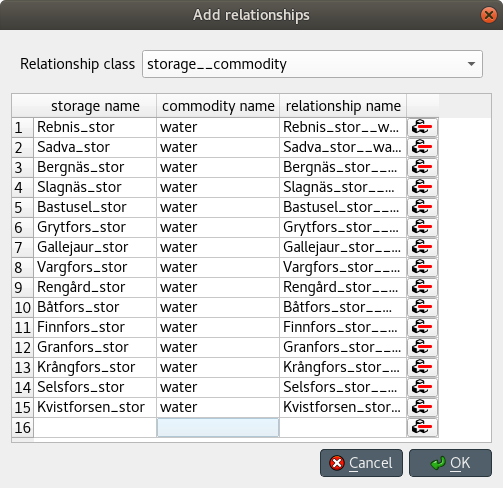 Add relationships
Relationship class storage__commodity
storage name commodity name relationship name
1 Rebnis_stor water Rebnis_stor__w...
2 Sadva_stor water Sadva_stor__wa...
3 Bergnäs_stor water Bergnäs_stor__...
4 Slagnäs_stor water Slagnäs_stor__...
5 Bastusel_stor water Bastusel_stor__...
6 Grytfors_stor water Grytfors_stor__...
7 Gallejaur_stor water Gallejaur_stor__...
8 Vargfors_stor water Vargfors_stor__...
9 Rengård_stor water Rengård_stor__...
10 Båtfors_stor water Båtfors_stor__...
11 Finnfors_stor water Finnfors_stor__...
12 Granfors_stor water Granfors_stor__...
13 Krångfors_stor water Krångfors_stor_...
14 Selsfors_stor water Selsfors_stor__...
15 Kvistforsen_stor water Kvistforsen_stor...
16
Cancel OK